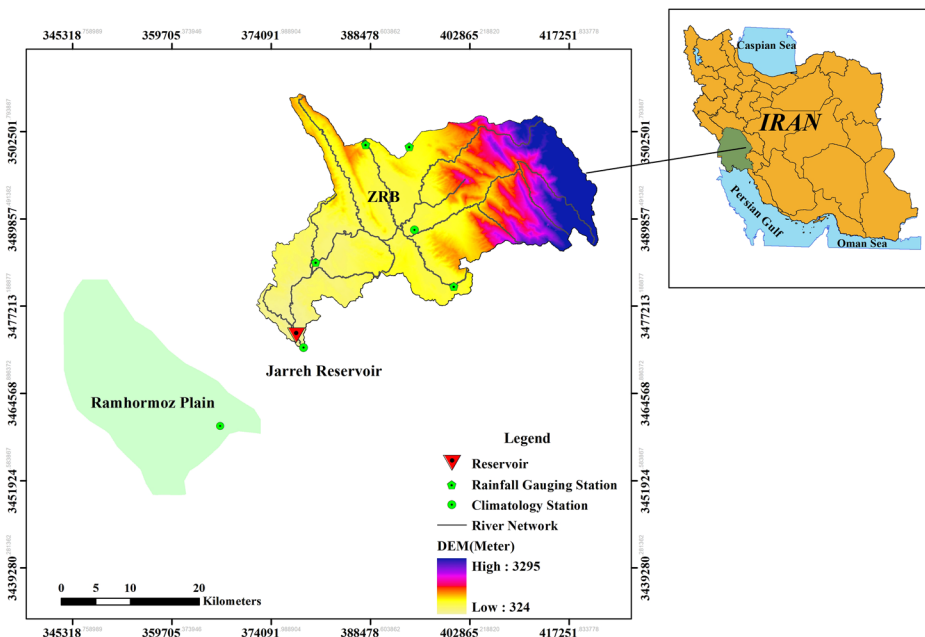 345318 359705 374091 388478 402865 417251
Caspian Sea
IRAN
Persian Gulf
Oman Sea
3502501 3502501
ZRB
3489857 3489857
3477213 3477213
Jarreh Reservoir
3464568 3464568
Ramhormoz Plain
Legend
Reservoir
3451924 3451924
Rainfall Gauging Station
Climatology Station
River Network
DEM(Meter)
High : 3295
3439280 3439280
0 5 10 20
Kilometers
Low : 324
345318 359705 374091 388478 402865 417251